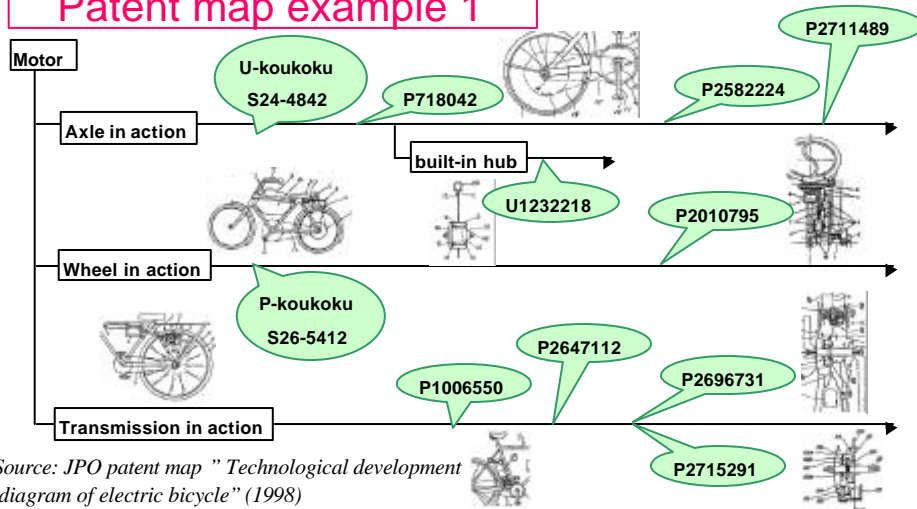 Patent map example 1
Motor
U-koukoku
S24-4842
P718042
P2582224
P2711489
Axle in action
built-in hub
U1232218
P2010795
Wheel in action
P-koukoku
S26-5412
P1006550
P2647112
P2696731
Transmission in action
P2715291
Source: JPO patent map ” Technological development
diagram of electric bicycle” (1998)